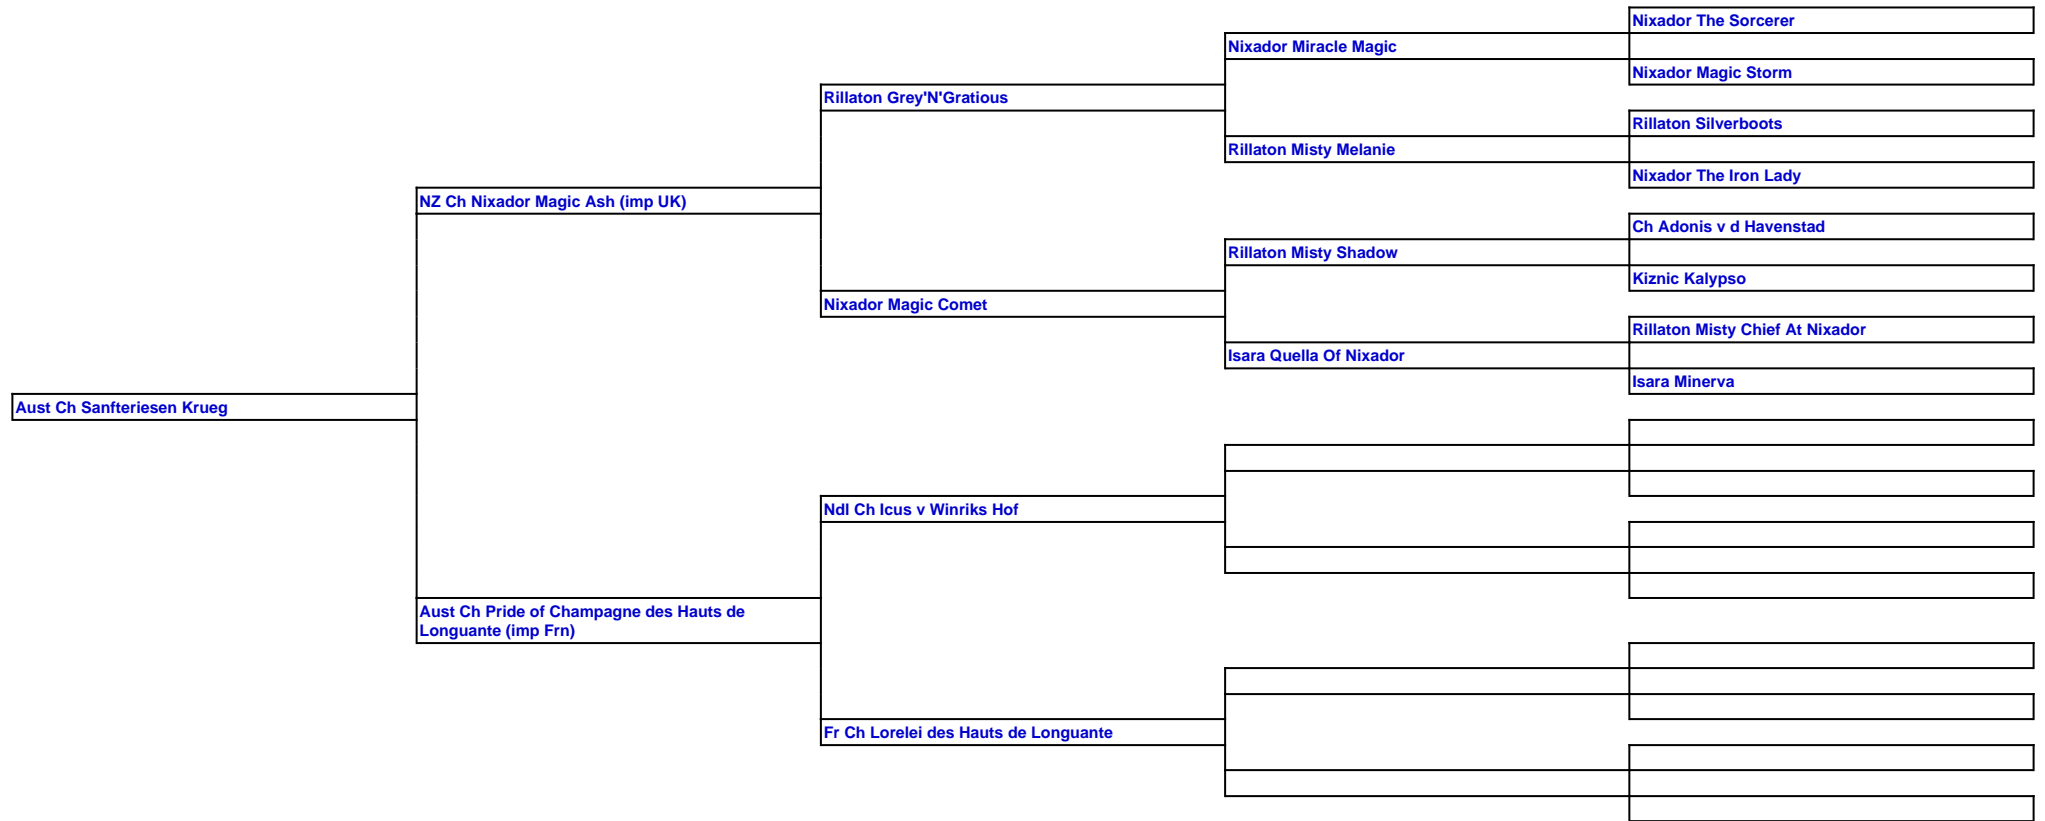 Nixador The Sorcerer
Nixador Miracle Magic
Nixador Magic Storm
Rillaton Grey'N'Gratious
Rillaton Silverboots
Rillaton Misty Melanie
Nixador The Iron Lady
NZ Ch Nixador Magic Ash (imp UK)
Ch Adonis v d Havenstad
Rillaton Misty Shadow
Kiznic Kalypso
Nixador Magic Comet
Rillaton Misty Chief At Nixador
Isara Quella Of Nixador
Isara Minerva
Aust Ch Sanfteriesen Krueg
Ndl Ch Icus v Winriks Hof
Aust Ch Pride of Champagne des Hauts de
Longuante (imp Frn)
Fr Ch Lorelei des Hauts de Longuante